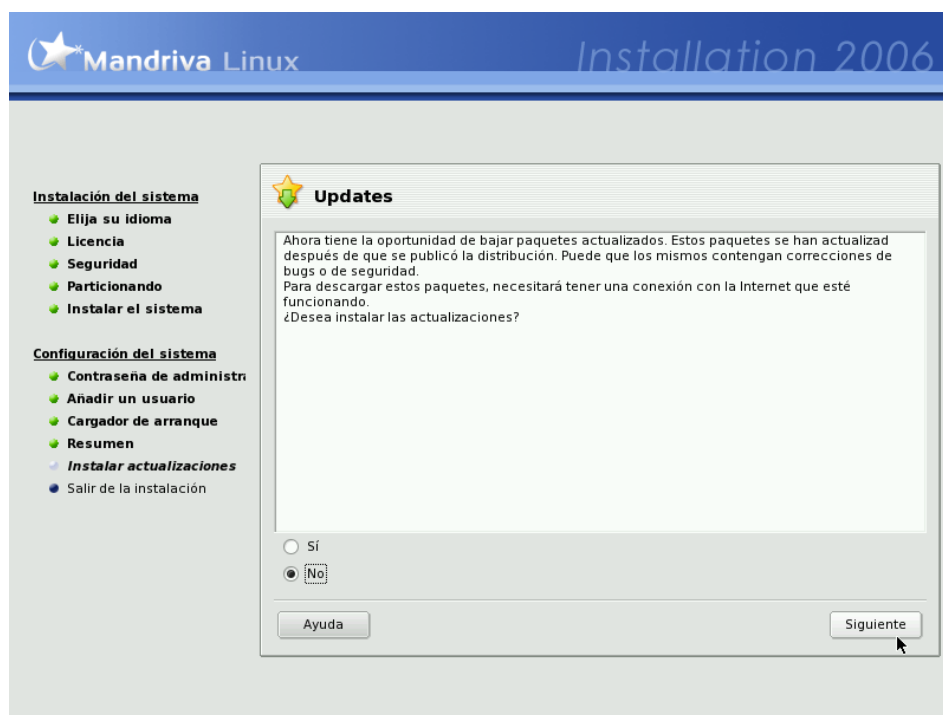 Mandriva Linux
Installation 2006
Instalación del sistema
Elija su idioma
Licencia
Seguridad
Particionando
Instalar el sistema
Configuración del sistema
Contraseña de administra
Añadir un usuario
Cargador de arranque
Resumen
Instalar actualizaciones
Salir de la instalación
Updates
Ahora tiene la oportunidad de bajar paquetes actualizados. Estos paquetes se han actualizad
después de que se publicó la distribución. Puede que los mismos contengan correcciones de
bugs o de seguridad.
Para descargar estos paquetes, necesitará tener una conexión con la Internet que esté
funcionando.
¿Desea instalar las actualizaciones?
Sí
No
Ayuda
Siguiente